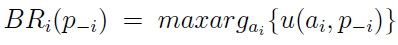 BR_i(p_{-i}) = maxarg_{a_i}{u(a_i, p_{-i})}